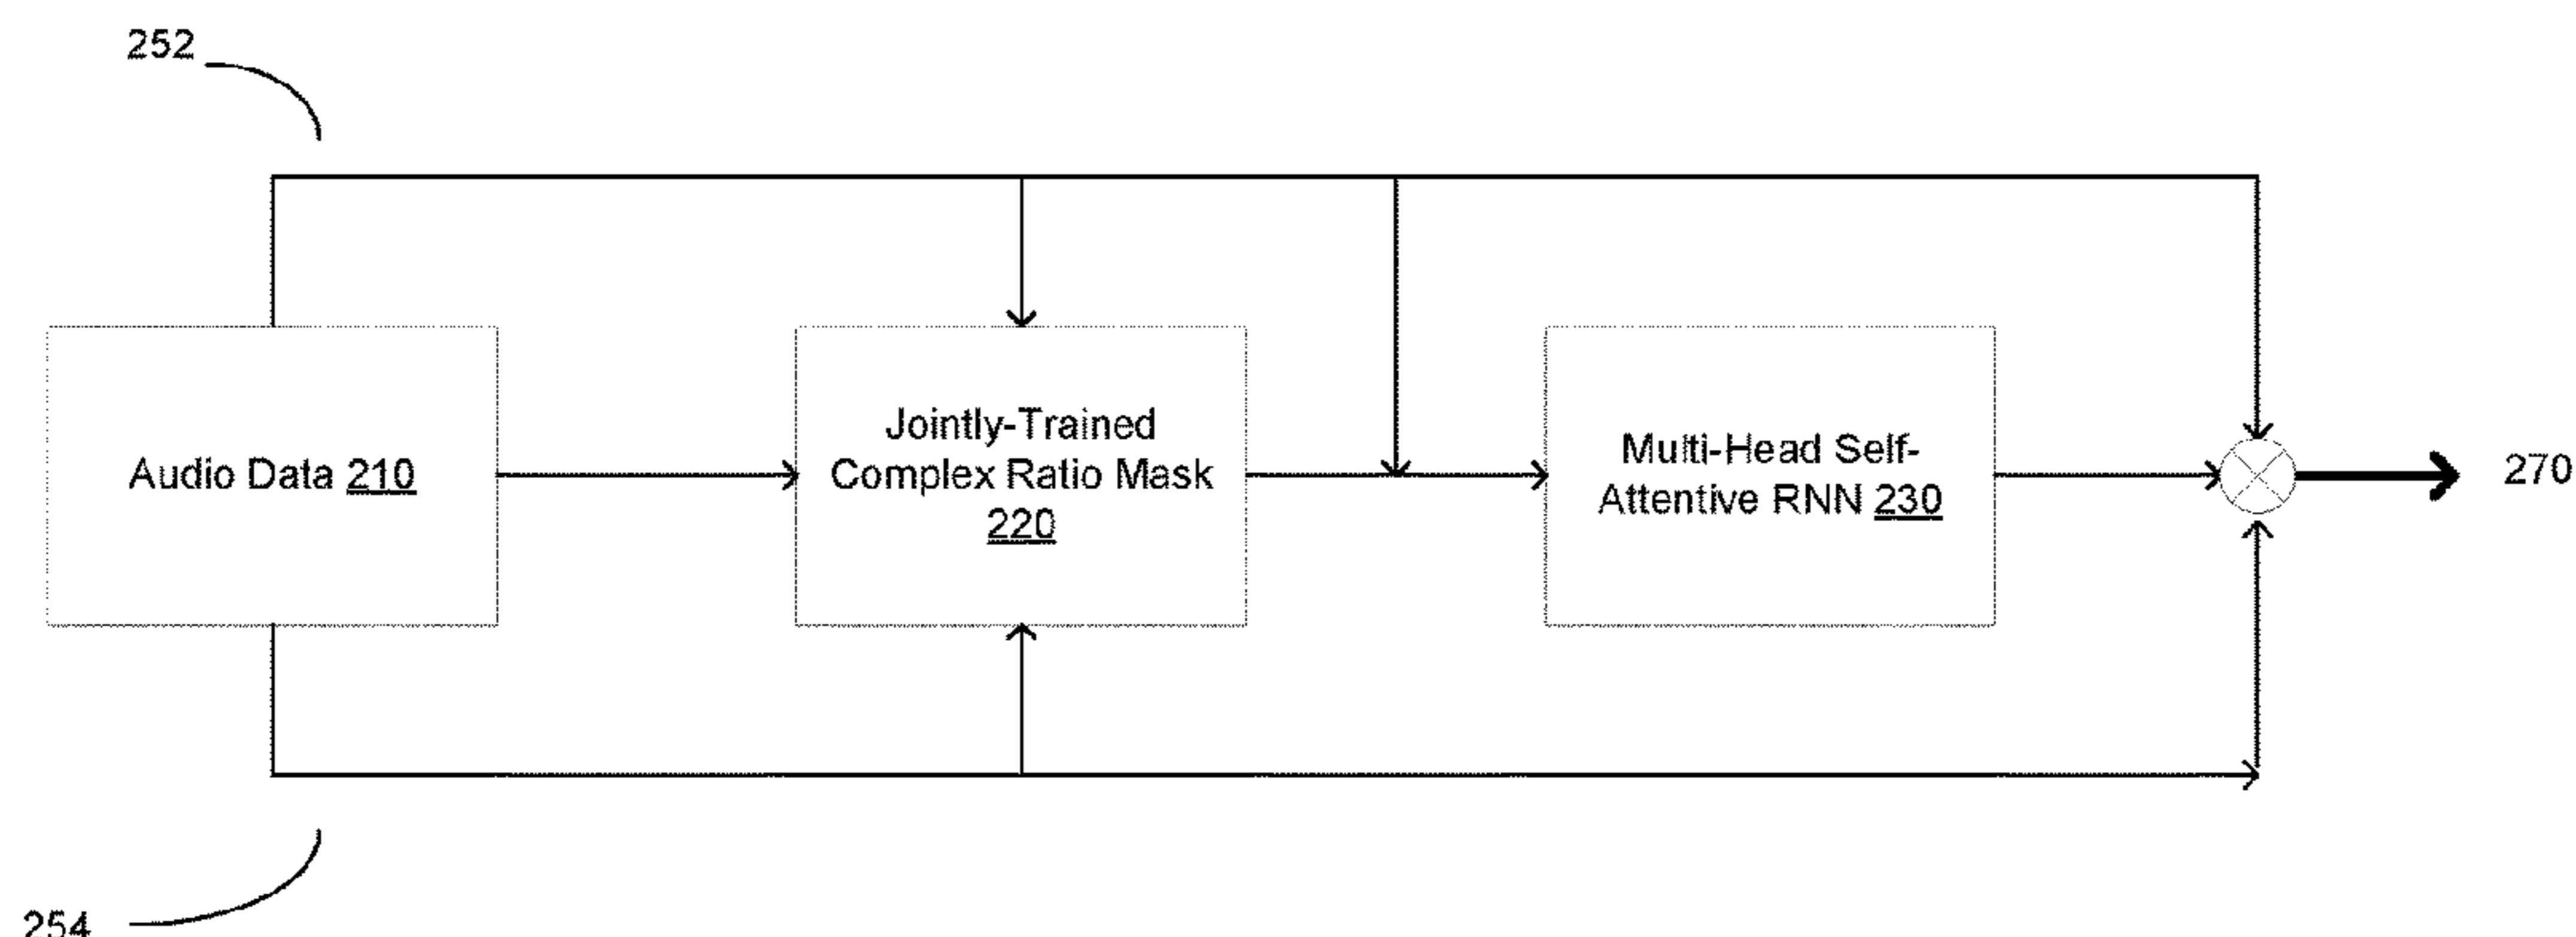 252
Audio Data 210
Jointly-Trained
Complex Ratio Mask
220
Multi-Head Self-
Attentive RNN 230
270
254